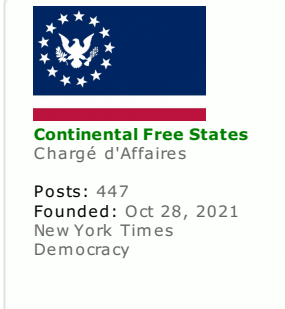 Continental Free States
Chargé d'Affaires
Posts: 447
Founded: Oct 28, 2021
New York Times
Democracy